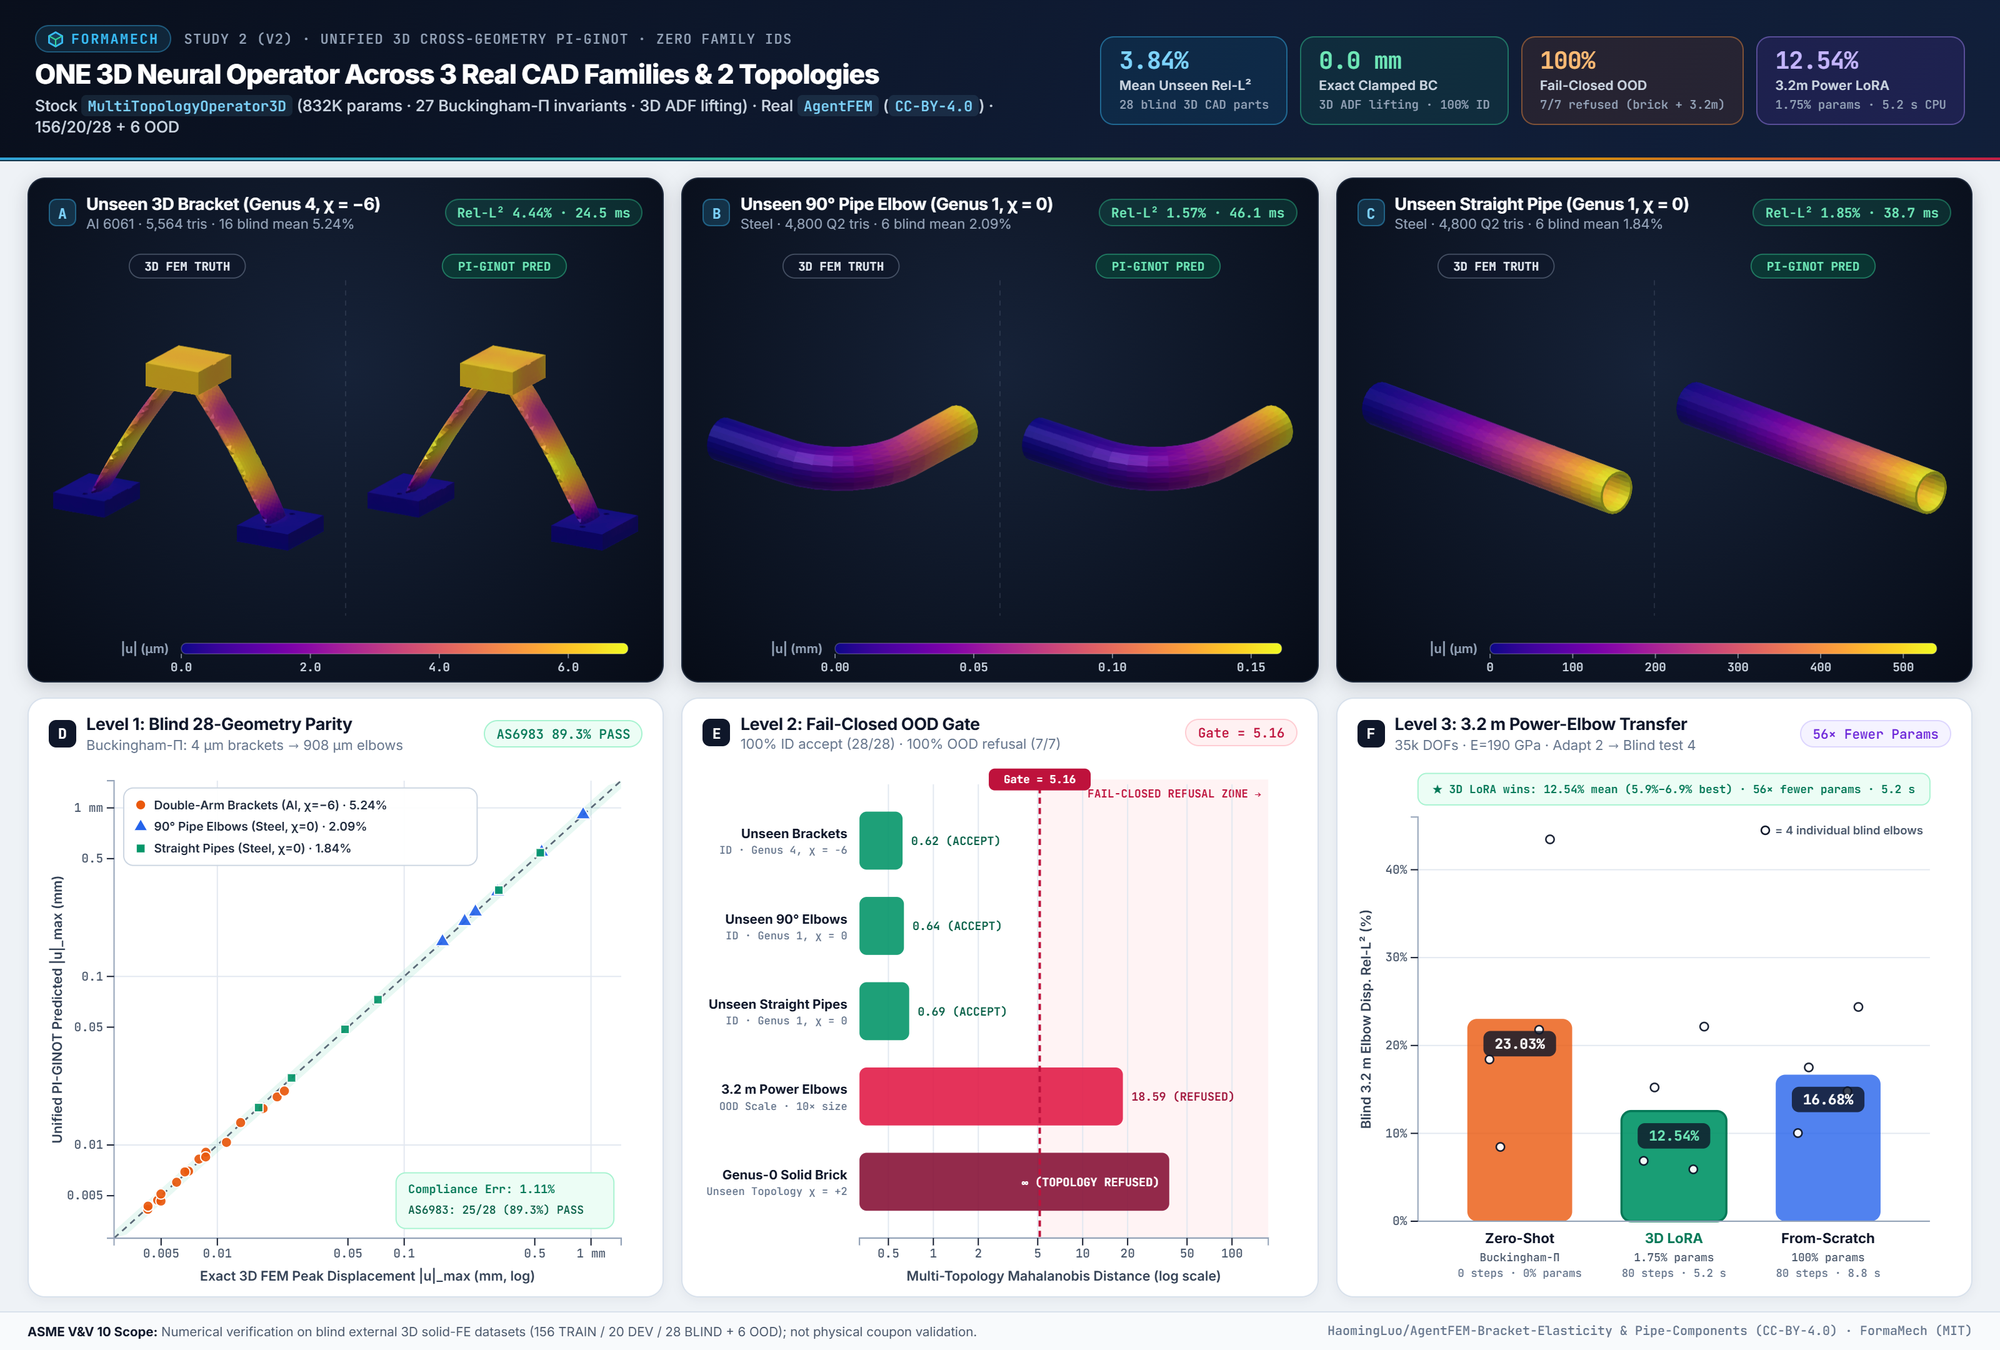 FORMAMECH STUDY 2 (V2) · UNIFIED 3D CROSS-GEOMETRY PI-GINOT · ZERO FAMILY IDS
ONE 3D Neural Operator Across 3 Real CAD Families & 2 Topologies
Stock MultiTopologyOperator3D (832K params · 27 Buckingham-Π invariants · 3D ADF lifting) · Real AgentFEM (CC-BY-4.0) ·
156/20/28 + 6 OOD
3.84%
Mean Unseen Rel-L²
28 blind 3D CAD parts
0.0 mm
Exact Clamped BC
3D ADF lifting · 100% ID
100%
Fail-Closed OOD
7/7 refused (brick + 3.2m)
12.54%
3.2m Power LoRA
1.75% params · 5.2 s CPU
A
Unseen 3D Bracket (Genus 4, χ = −6)
Al 6061 · 5,564 tris · 16 blind mean 5.24%
Rel-L² 4.44% · 24.5 ms
3D FEM TRUTH
PI-GINOT PRED
|u| (μm)
0.0 2.0 4.0 6.0
B
Unseen 90° Pipe Elbow (Genus 1, χ = 0)
Steel · 4,800 Q2 tris · 6 blind mean 2.09%
Rel-L² 1.57% · 46.1 ms
3D FEM TRUTH
PI-GINOT PRED
|u| (mm)
0.00 0.05 0.10 0.15
C
Unseen Straight Pipe (Genus 1, χ = 0)
Steel · 4,800 Q2 tris · 6 blind mean 1.84%
Rel-L² 1.85% · 38.7 ms
3D FEM TRUTH
PI-GINOT PRED
|u| (μm)
0 100 200 300 400 500
D
Level 1: Blind 28-Geometry Parity
Buckingham-Π: 4 μm brackets → 908 μm elbows
AS6983 89.3% PASS
Double-Arm Brackets (Al, χ=−6) · 5.24%
90° Pipe Elbows (Steel, χ=0) · 2.09%
Straight Pipes (Steel, χ=0) · 1.84%
Unified PI-GINOT Predicted |u|_max (mm)
1 mm
0.5
0.1
0.05
0.01
0.005
Compliance Err: 1.11%
AS6983: 25/28 (89.3%) PASS
0.005 0.01 0.05 0.1 0.5 1 mm
Exact 3D FEM Peak Displacement |u|_max (mm, log)
E
Level 2: Fail-Closed OOD Gate
100% ID accept (28/28) · 100% OOD refusal (7/7)
Gate = 5.16
Gate = 5.16
FAIL-CLOSED REFUSAL ZONE →
Unseen Brackets
ID · Genus 4, χ = -6
0.62 (ACCEPT)
Unseen 90° Elbows
ID · Genus 1, χ = 0
0.64 (ACCEPT)
Unseen Straight Pipes
ID · Genus 1, χ = 0
0.69 (ACCEPT)
3.2 m Power Elbows
OOD Scale · 10× size
18.59 (REFUSED)
Genus-0 Solid Brick
Unseen Topology χ = +2
∞ (TOPOLOGY REFUSED)
0.5 1 2 5 10 20 50 100
Multi-Topology Mahalanobis Distance (log scale)
F
Level 3: 3.2 m Power-Elbow Transfer
35k DOFs · E=190 GPa · Adapt 2 → Blind test 4
56× Fewer Params
★ 3D LoRA wins: 12.54% mean (5.9%–6.9% best) · 56× fewer params · 5.2 s
= 4 individual blind elbows
Blind 3.2 m Elbow Disp. Rel-L² (%)
40%
30%
20%
10%
0%
23.03%
12.54%
16.68%
Zero-Shot
Buckingham-Π
0 steps · 0% params
3D LoRA
1.75% params
80 steps · 5.2 s
From-Scratch
100% params
80 steps · 8.8 s
ASME V&V 10 Scope: Numerical verification on blind external 3D solid-FE datasets (156 TRAIN / 20 DEV / 28 BLIND + 6 OOD); not physical coupon validation.
HaomingLuo/AgentFEM-Bracket-Elasticity & Pipe-Components (CC-BY-4.0) · FormaMech (MIT)